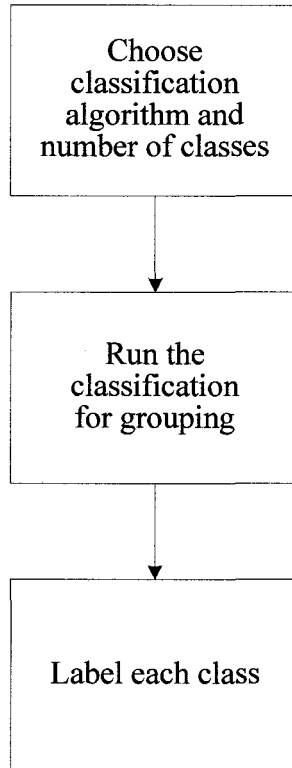 Choose
classification
algorithm and
number of classes
Run the
classification
for grouping
Label each class